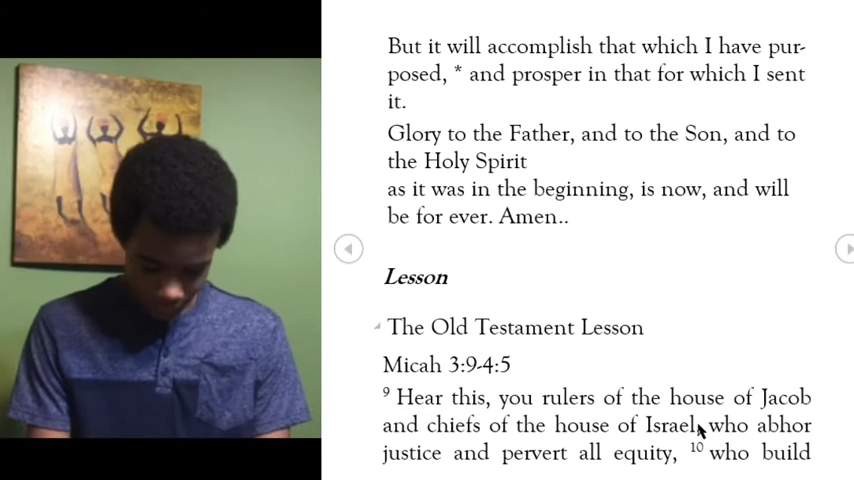 But it will accomplish that which I have pur-
posed, * and prosper in that for which I sent
it.
Glory to the Father, and to the Son, and to
the Holy Spirit
as it was in the beginning, is now, and will
be for ever. Amen..
Lesson
The Old Testament Lesson
Micah 3:9-4:5
9 Hear this, you rulers of the house of Jacob
and chiefs of the house of Israel, who abhor
justice and pervert all equity, 10 who build